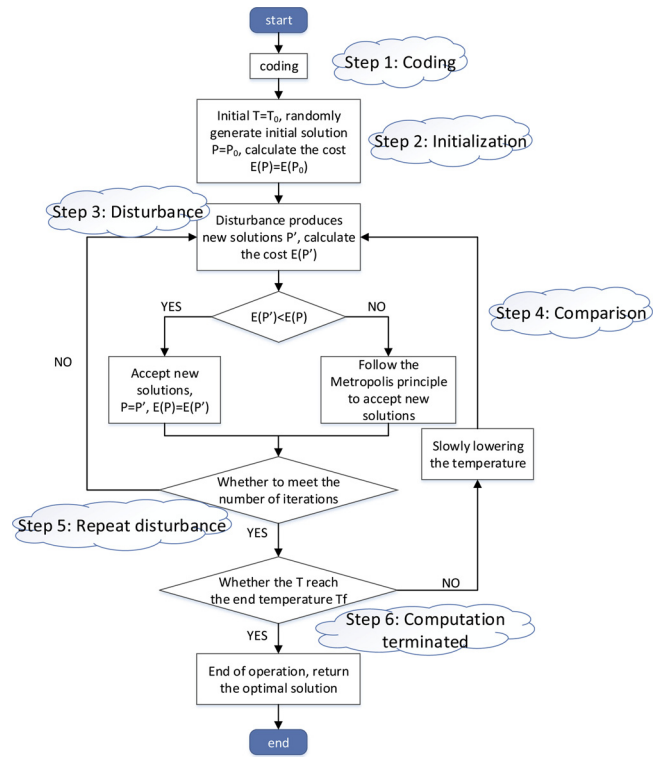 start
coding
Step 1: Coding
Initial T=T₀, randomly
generate initial solution
P=P₀, calculate the cost
E(P)=E(P₀)
Step 2: Initialization
Step 3: Disturbance
Disturbance produces
new solutions P’, calculate
the cost E(P’)
YES
E(P’)<E(P)
NO
Step 4: Comparison
NO
Accept new
solutions,
P=P’, E(P)=E(P’)
Follow the
Metropolis principle
to accept new
solutions
Slowly lowering
the temperature
Whether to meet the
number of iterations
Step 5: Repeat disturbance
YES
Whether the T reach
the end temperature Tf
NO
Step 6: Computation
terminated
YES
End of operation, return
the optimal solution
end